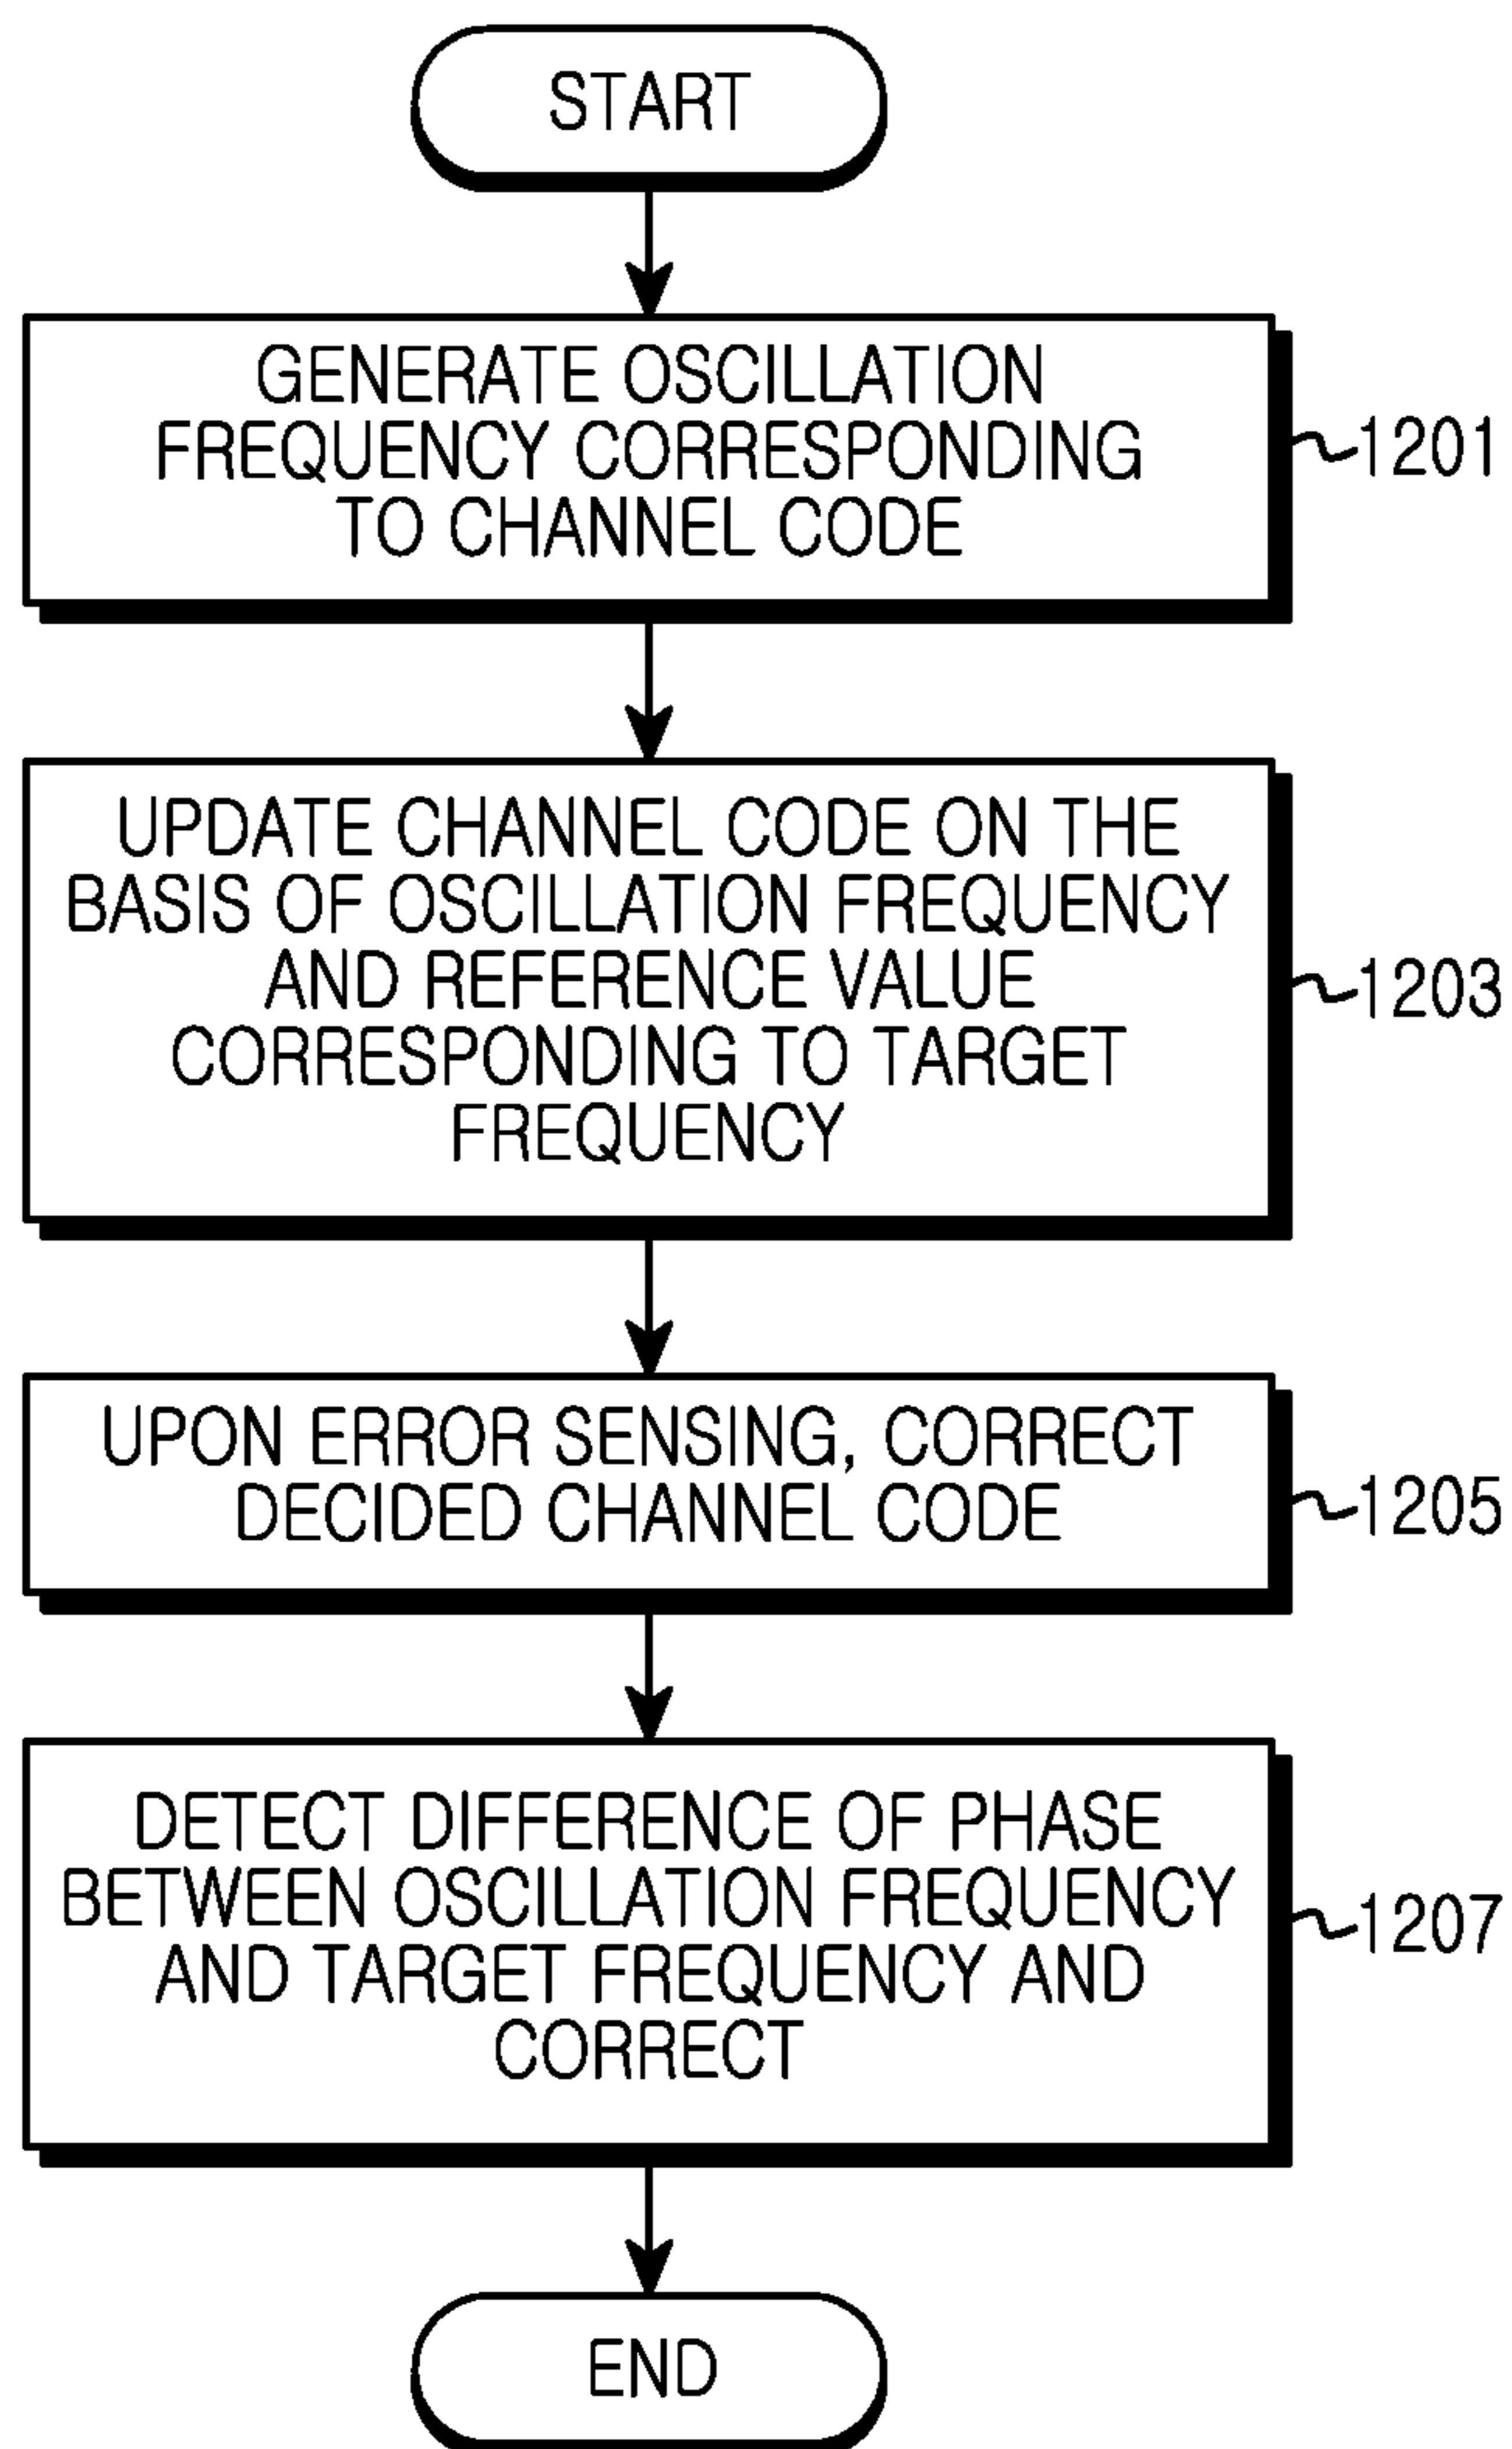 START
GENERATE OSCILLATION
FREQUENCY CORRESPONDING
TO CHANNEL CODE
1201
UPDATE CHANNEL CODE ON THE
BASIS OF OSCILLATION FREQUENCY
AND REFERENCE VALUE
CORRESPONDING TO TARGET
FREQUENCY
1203
UPON ERROR SENSING, CORRECT
DECIDED CHANNEL CODE
1205
DETECT DIFFERENCE OF PHASE
BETWEEN OSCILLATION FREQUENCY
AND TARGET FREQUENCY AND
CORRECT
1207
END